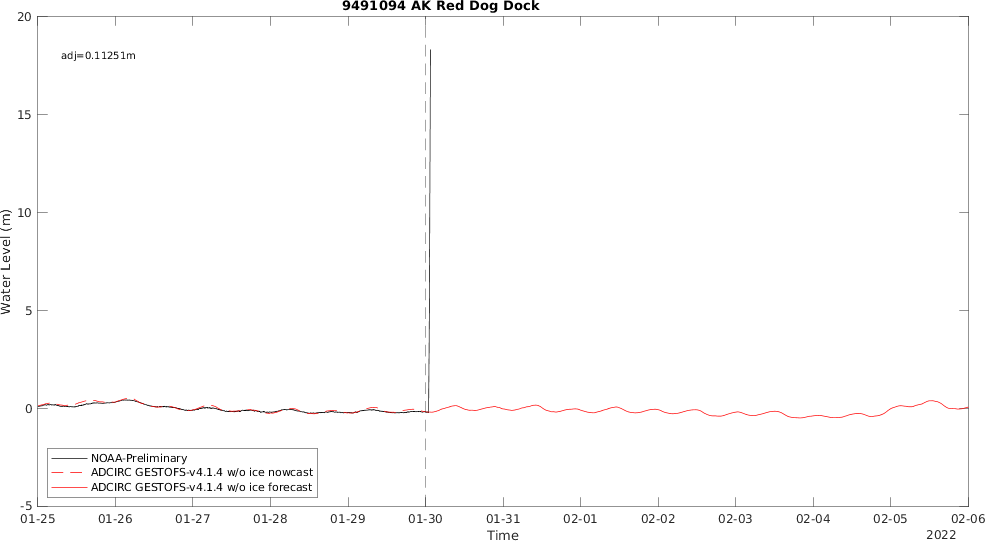 9491094 AK Red Dog Dock
20
adj=0.11251m
15
10
5
0
-5
Water Level (m)
NOAA-Preliminary
ADCIRC GESTOFS-v4.1.4 w/o ice nowcast
ADCIRC GESTOFS-v4.1.4 w/o ice forecast
01-25 01-26 01-27 01-28 01-29 01-30 01-31 02-01 02-02 02-03 02-04 02-05 02-06
Time
2022